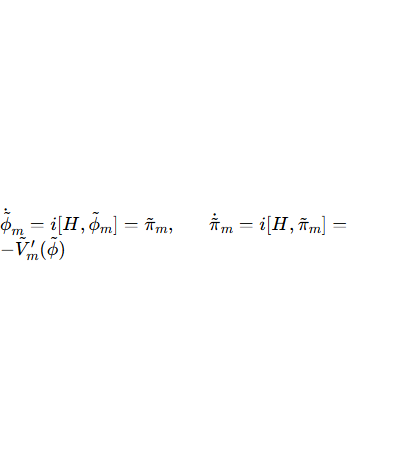 $\dot{\tilde{\phi}}_m = i[H, \tilde{\phi}_m] = \tilde{\pi}_m, \qquad \dot{\tilde{\pi}}_m = i[H, \tilde{\pi}_m] =$
$-\tilde{V}'_m(\tilde{\phi})$